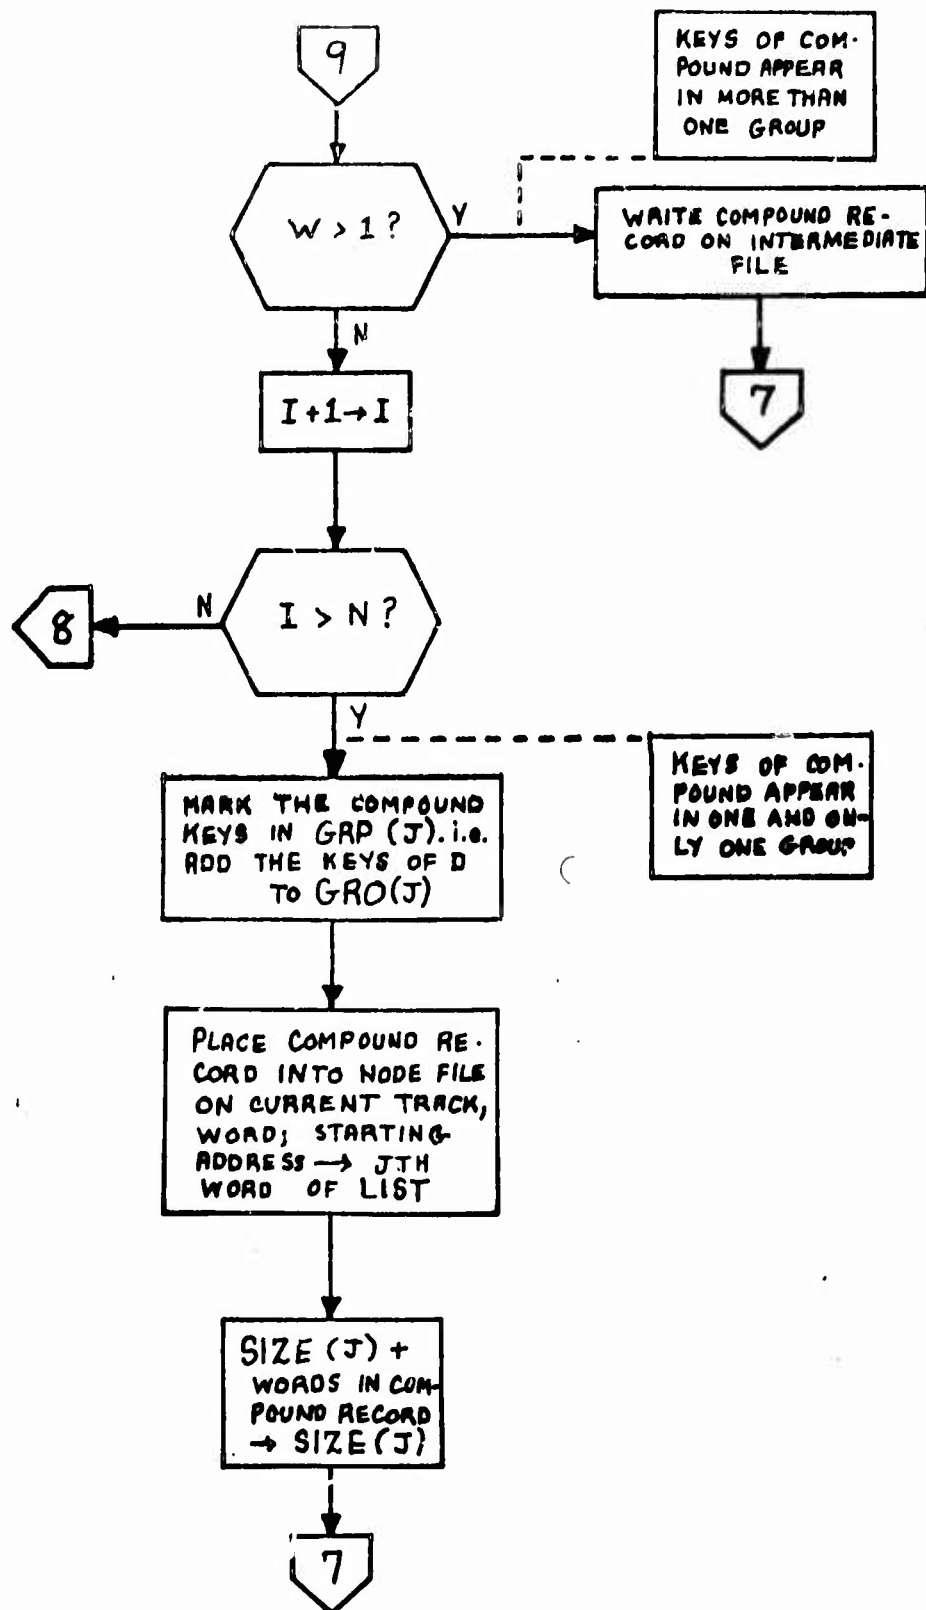 9
KEYS OF COM-
POUND APPEAR
IN MORE THAN
ONE GROUP
W > 1 ?
Y
WRITE COMPOUND RE-
CORD ON INTERMEDIATE
FILE
N
7
I + 1 → I
I > N ?
N
8
Y
KEYS OF COM-
POUND APPEAR
IN ONE AND ON-
LY ONE GROUP
MARK THE COMPOUND
KEYS IN GRP (J). i.e.
ADD THE KEYS OF D
TO GRO(J)
PLACE COMPOUND RE-
CORD INTO NODE FILE
ON CURRENT TRACK,
WORD; STARTING
ADDRESS → JTH
WORD OF LIST
SIZE (J) +
WORDS IN COM-
POUND RECORD
→ SIZE (J)
7